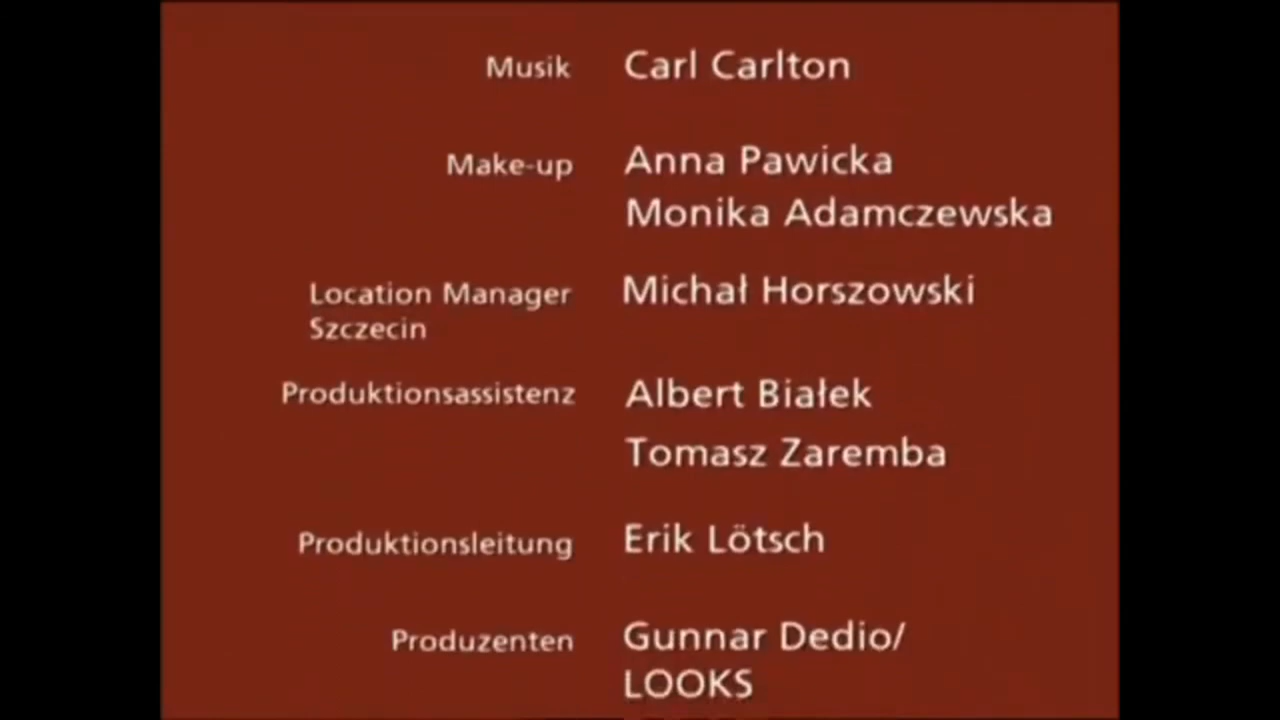 Musik Carl Carlton
Make-up Anna Pawicka
Monika Adamczewska
Location Manager Michał Horszowski
Szczecin
Produktionsassistenz Albert Białek
Tomasz Zaremba
Produktionsleitung Erik Lötsch
Produzenten Gunnar Dedio/
LOOKS